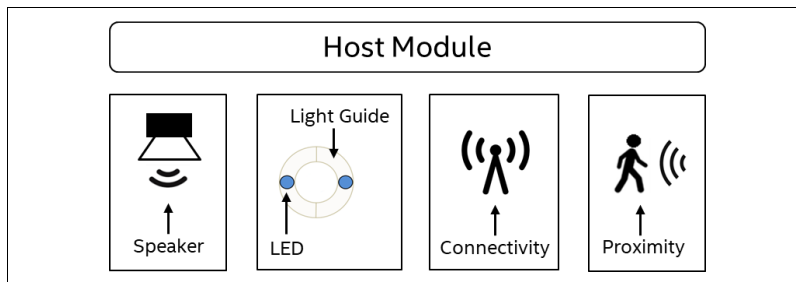 Host Module
Light Guide
Speaker
LED
Connectivity
Proximity